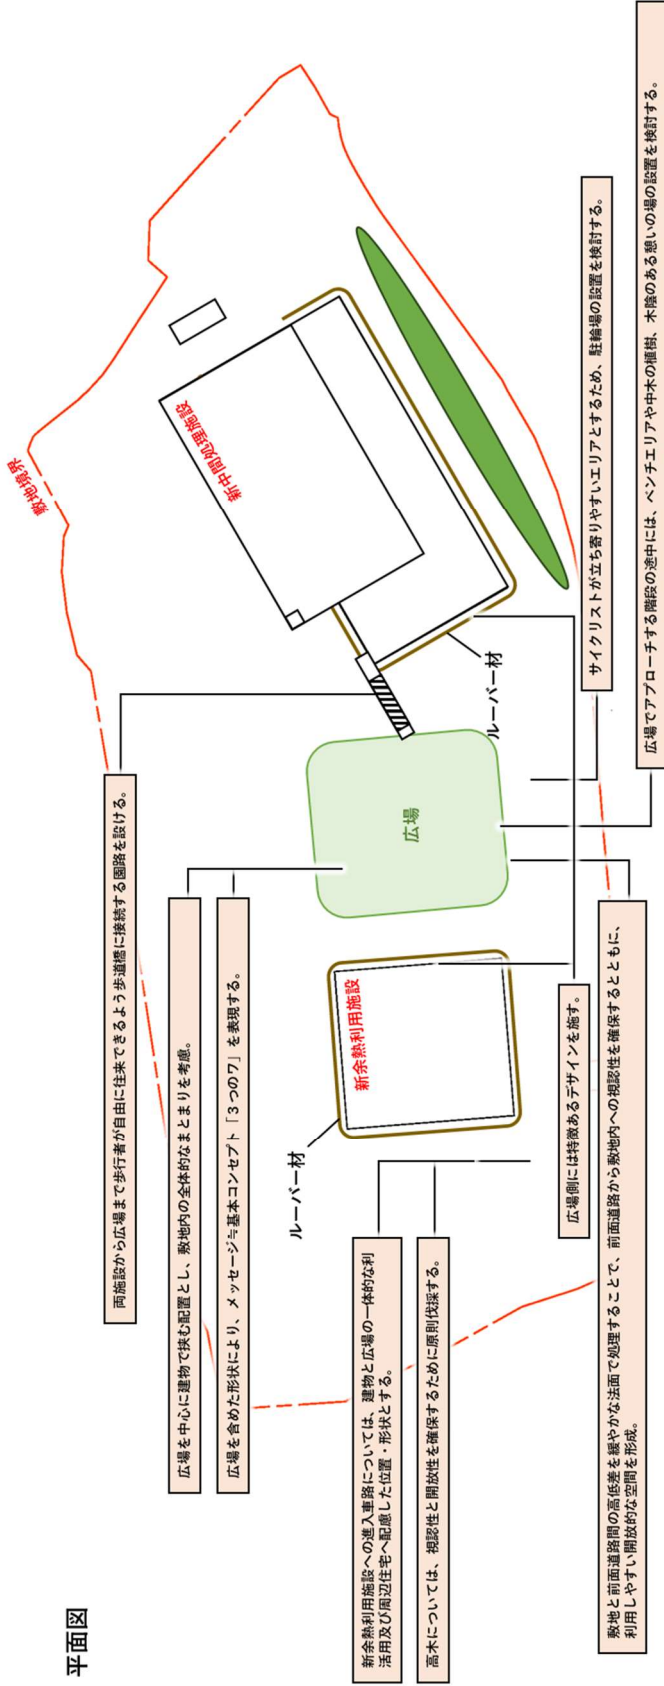 平面図
両施設から広場まで歩行者が自由に往来できるよう歩道橋に接続する園路を設ける。
広場を中心に建物で挟む配置とし、敷地内の全体的なまとまりを考慮。
広場を含めた形状により、メッセージ≒基本コンセプト「3つのワ」を表現する。
敷地境界
新中間処理施設
ルーバー材
広場
新余熱利用施設
ルーバー材
新余熱利用施設への進入車路については、建物と広場の一体的な利
活用及び周辺住宅へ配慮した位置・形状とする。
高木については、視認性と開放性を確保するために原則伐採する。
広場側には特徴あるデザインを施す。
サイクリストが立ち寄りやすいエリアとするため、駐輪場の設置を検討する。
敷地と前面道路間の高低差を緩やかな法面で処理することで、前面道路から敷地内への視認性を確保するとともに、
利用しやすい開放的な空間を形成。
広場でアプローチする階段の途中には、ベンチエリアや中木の植樹、木陰のある憩いの場の設置を検討する。